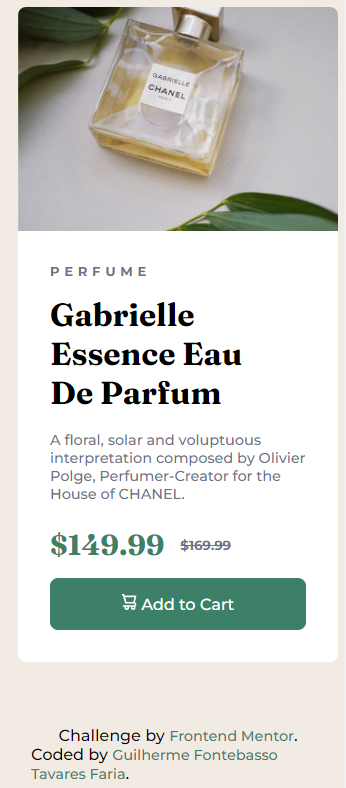 GABRIELLE
CHANEL
PARIS
PERFUME
Gabrielle
Essence Eau
De Parfum
A floral, solar and voluptuous
interpretation composed by Olivier
Polge, Perfumer-Creator for the
House of CHANEL.
$149.99 $169.99
Add to Cart
Challenge by Frontend Mentor.
Coded by Guilherme Fontebasso
Tavares Faria.